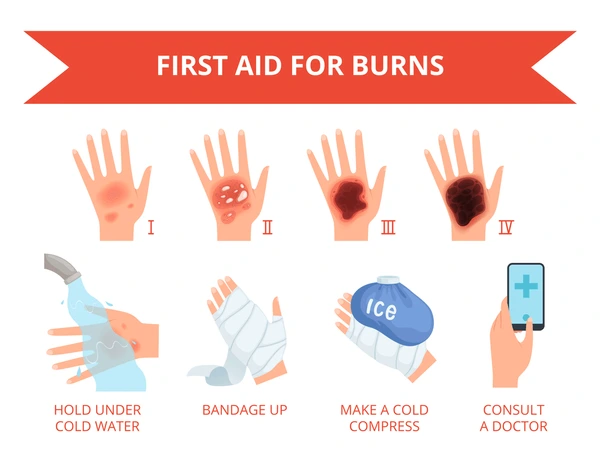 FIRST AID FOR BURNS
I
II
III
IV
ICe
HOLD UNDER
COLD WATER
BANDAGE UP
MAKE A COLD
COMPRESS
CONSULT
A DOCTOR